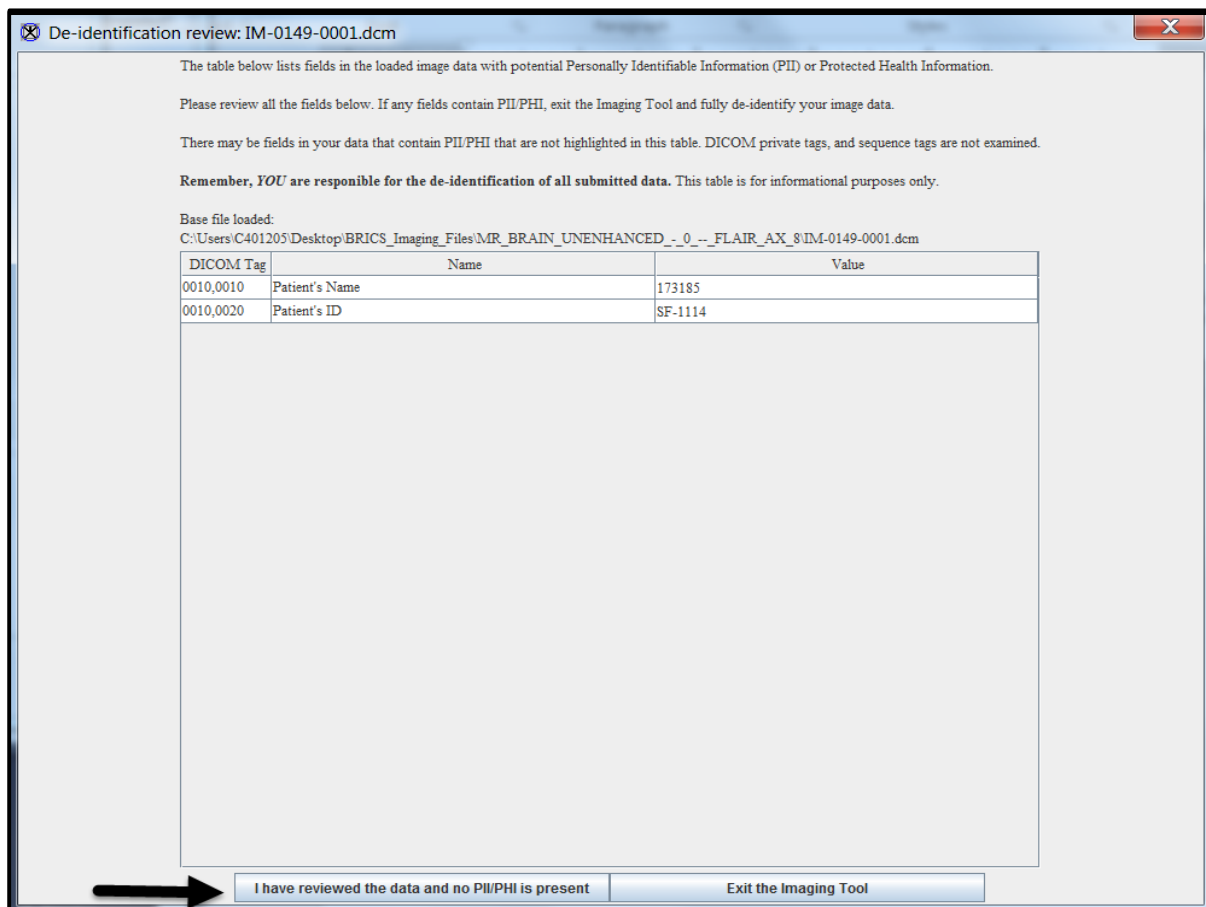 De-identification review: IM-0149-0001.dcm
The table below lists fields in the loaded image data with potential Personally Identifiable Information (PII) or Protected Health Information.
Please review all the fields below. If any fields contain PII/PHI, exit the Imaging Tool and fully de-identify your image data.
There may be fields in your data that contain PII/PHI that are not highlighted in this table. DICOM private tags, and sequence tags are not examined.
Remember, YOU are responible for the de-identification of all submitted data. This table is for informational purposes only.
Base file loaded:
C:\Users\C401205\Desktop\BRICS_Imaging_Files\MR_BRAIN_UNENHANCED_-_0_--_FLAIR_AX_8\IM-0149-0001.dcm
DICOM Tag Name Value
0010,0010 Patient's Name 173185
0010,0020 Patient's ID SF-1114
I have reviewed the data and no PII/PHI is present Exit the Imaging Tool